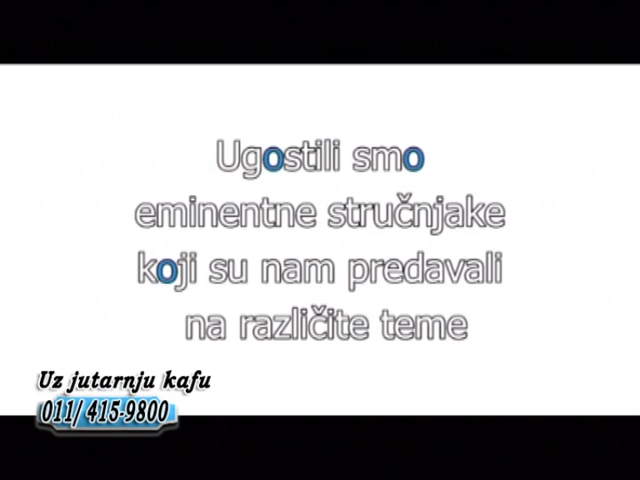 Ugostili smo
eminentne stručnjake
koji su nam predavali
na različite teme
Uz jutarnju kafu
011/ 415-9800